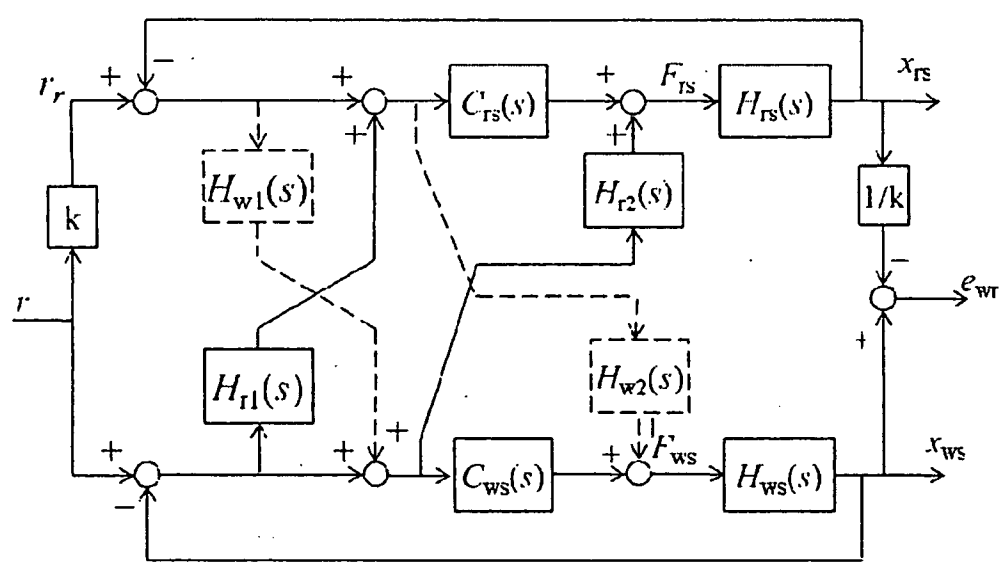 −
+
+
+
r_r
+
C_rs(s)
+
F_rs
H_rs(s)
x_rs
H_w1(s)
H_r2(s)
k
1/k
r
−
e_wr
+
H_r1(s)
H_w2(s)
+
+
+
−
C_ws(s)
+
F_ws
H_ws(s)
x_ws